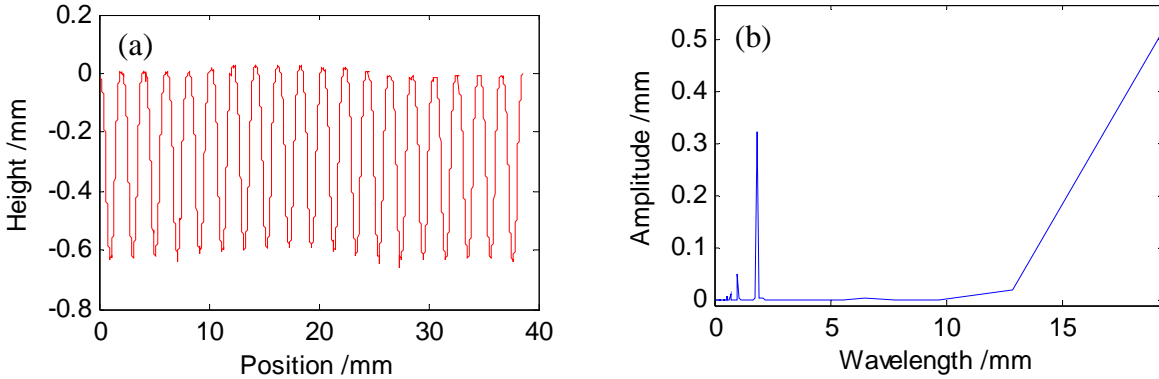 (a)
Height /mm
0.2
0
-0.2
-0.4
-0.6
-0.8
0 10 20 30 40
Position /mm
(b)
Amplitude /mm
0.5
0.4
0.3
0.2
0.1
0
0 5 10 15
Wavelength /mm